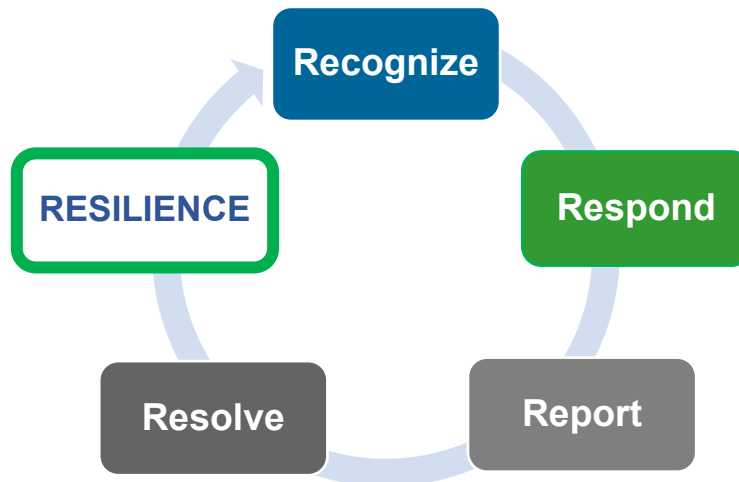 Recognize
Respond
Report
Resolve
RESILIENCE